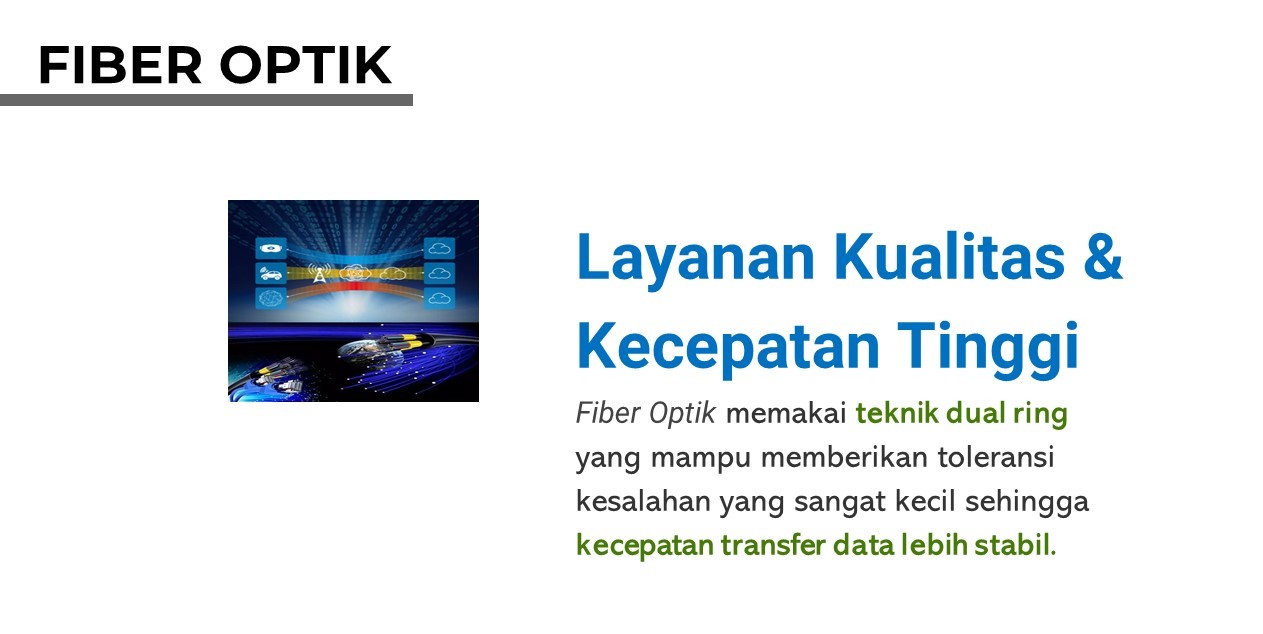 FIBER OPTIK
Layanan Kualitas &
Kecepatan Tinggi
Fiber Optik memakai teknik dual ring
yang mampu memberikan toleransi
kesalahan yang sangat kecil sehingga
kecepatan transfer data lebih stabil.